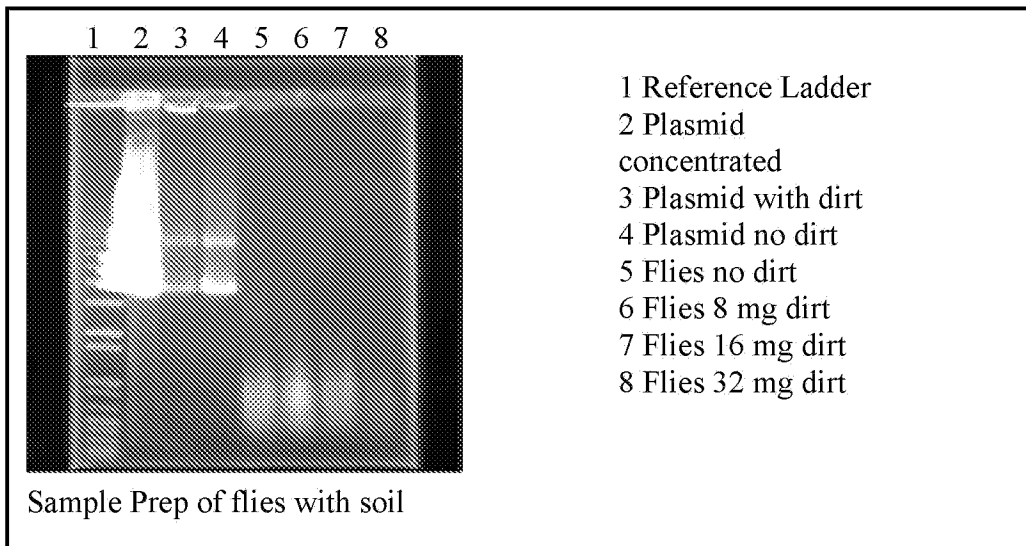 1 2 3 4 5 6 7 8
1 Reference Ladder
2 Plasmid
concentrated
3 Plasmid with dirt
4 Plasmid no dirt
5 Flies no dirt
6 Flies 8 mg dirt
7 Flies 16 mg dirt
8 Flies 32 mg dirt
Sample Prep of flies with soil